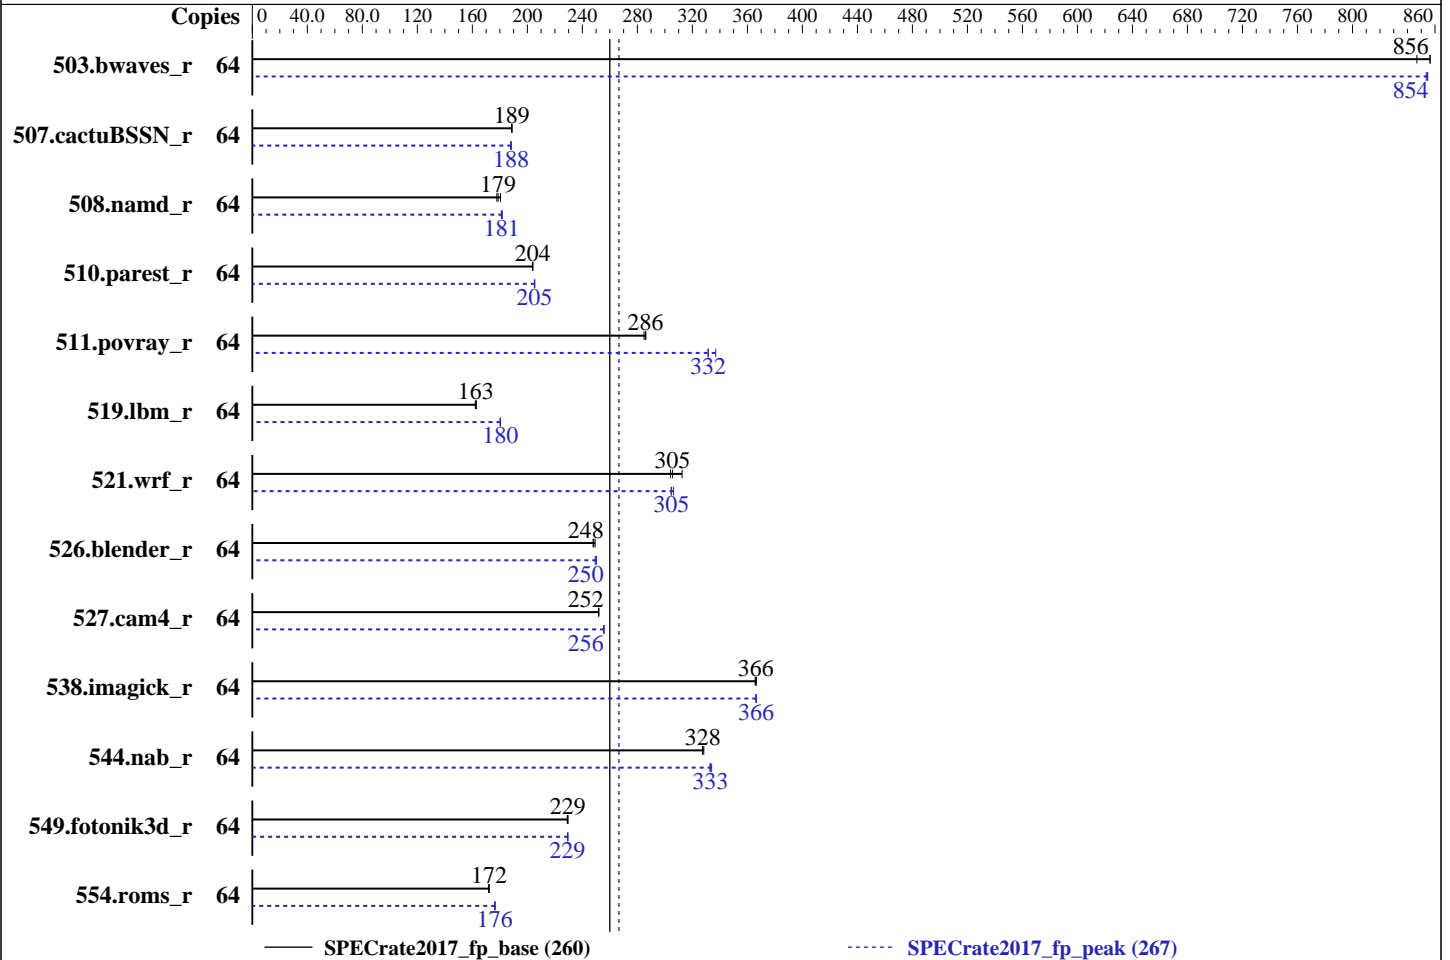 Copies 0 40.0 80.0 120 160 200 240 280 320 360 400 440 480 520 560 600 640 680 720 760 800 860
856
503.bwaves_r 64
854
189
507.cactuBSSN_r 64
188
179
508.namd_r 64
181
204
510.parest_r 64
205
286
511.povray_r 64
332
163
519.lbm_r 64
180
305
521.wrf_r 64
305
248
526.blender_r 64
250
252
527.cam4_r 64
256
366
538.imagick_r 64
366
328
544.nab_r 64
333
229
549.fotonik3d_r 64
229
172
554.roms_r 64
176
SPECrate2017_fp_base (260) SPECrate2017_fp_peak (267)